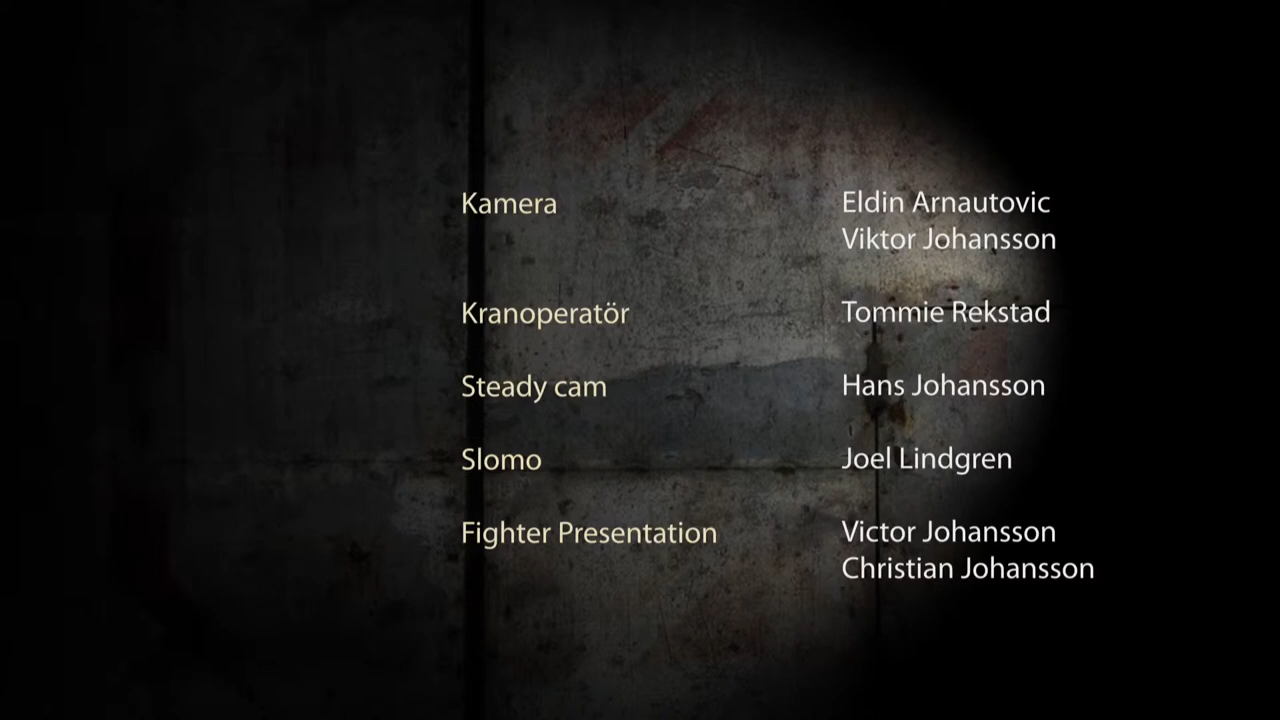 Kamera Eldin Arnautovic
Viktor Johansson
Kranoperatör Tommie Rekstad
Steady cam Hans Johansson
Slomo Joel Lindgren
Fighter Presentation Victor Johansson
Christian Johansson